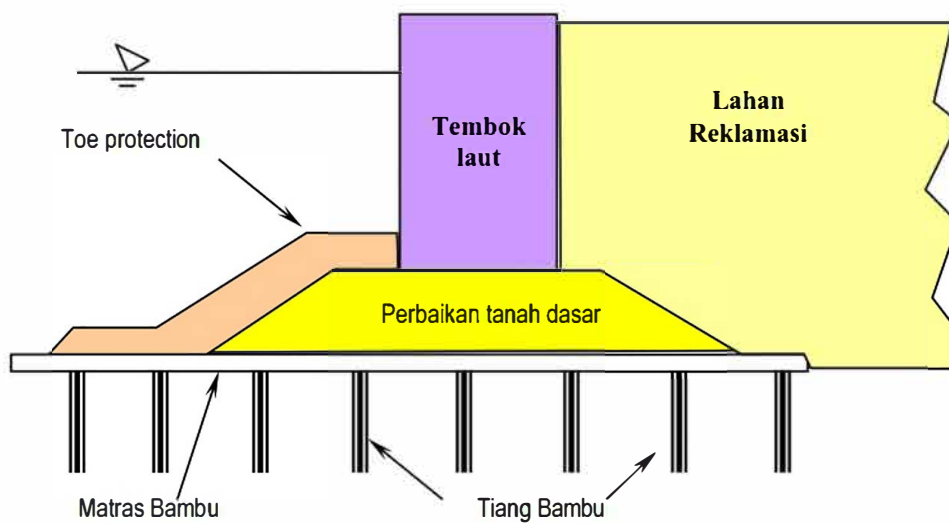 Toe protection
Tembok
laut
Lahan
Reklamasi
Perbaikan tanah dasar
Matras Bambu
Tiang Bambu